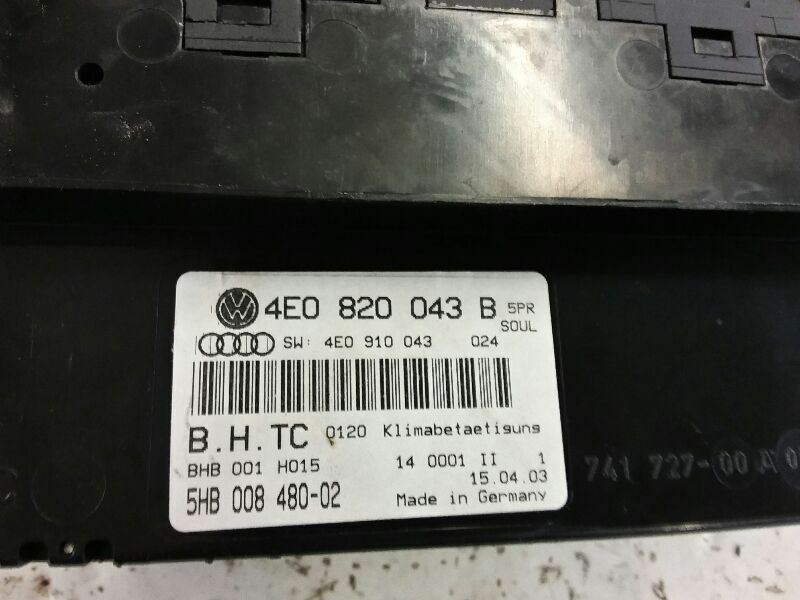 4E0 820 043 B 5PR
SOUL
SW: 4E0 910 043 024
B.H.TC 0120 Klimabetaetisuns
BHB 001 H015 14 0001 II 1
15.04.03
5HB 008 480-02 Made in Germany
741 727-00 A 0